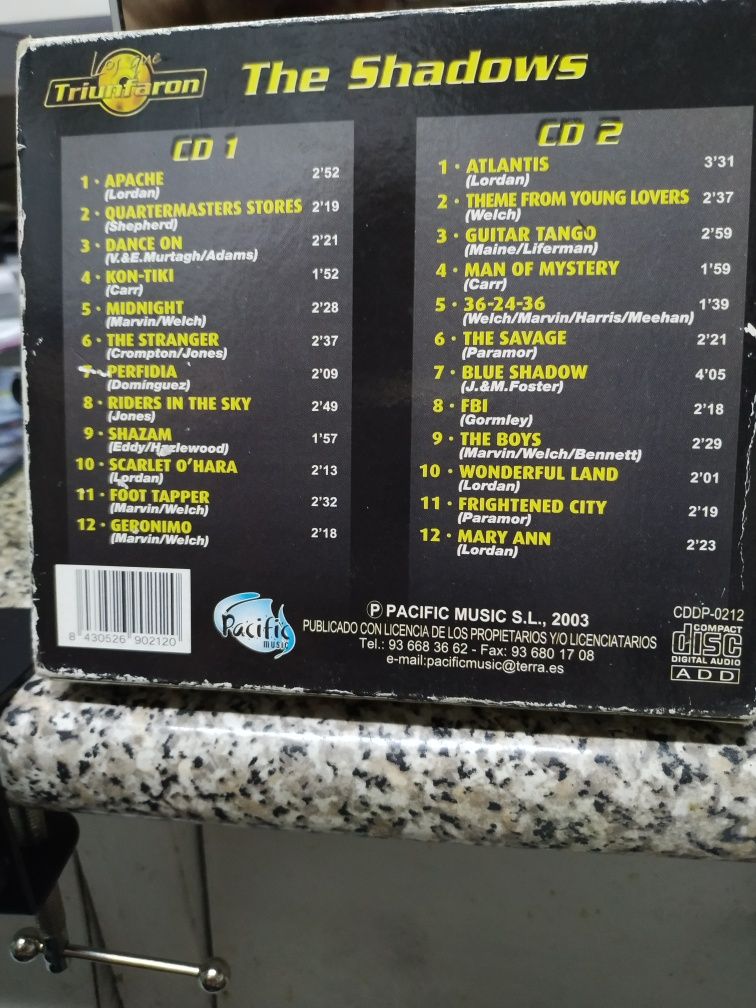 Los que
Triunfaron
The Shadows
CD 1
1 · APACHE 2'52
(Lordan)
2 · QUARTERMASTERS STORES 2'19
(Shepherd)
3 · DANCE ON 2'21
(V.&E.Murtagh/Adams)
4 · KON-TIKI 1'52
(Carr)
5 · MIDNIGHT 2'28
(Marvin/Welch)
6 · THE STRANGER 2'37
(Crompton/Jones)
7 · PERFIDIA 2'09
(Domínguez)
8 · RIDERS IN THE SKY 2'49
(Jones)
9 · SHAZAM 1'57
(Eddy/Hazlewood)
10 · SCARLET O'HARA 2'13
(Lordan)
11 · FOOT TAPPER 2'32
(Marvin/Welch)
12 · GERONIMO 2'18
(Marvin/Welch)
CD 2
1 · ATLANTIS 3'31
(Lordan)
2 · THEME FROM YOUNG LOVERS 2'37
(Welch)
3 · GUITAR TANGO 2'59
(Maine/Liferman)
4 · MAN OF MYSTERY 1'59
(Carr)
5 · 36-24-36 1'39
(Welch/Marvin/Harris/Meehan)
6 · THE SAVAGE 2'21
(Paramor)
7 · BLUE SHADOW 4'05
(J.&M.Foster)
8 · FBI 2'18
(Gormley)
9 · THE BOYS 2'29
(Marvin/Welch/Bennett)
10 · WONDERFUL LAND 2'01
(Lordan)
11 · FRIGHTENED CITY 2'19
(Paramor)
12 · MARY ANN 2'23
(Lordan)
8 430526 902120
Pacific
MUSIC
Ⓟ PACIFIC MUSIC S.L., 2003
PUBLICADO CON LICENCIA DE LOS PROPIETARIOS Y/O LICENCIATARIOS
Tel.: 93 668 36 62 - Fax: 93 680 17 08
e-mail:pacificmusic@terra.es
CDDP-0212
COMPACT
disc
DIGITAL AUDIO
ADD